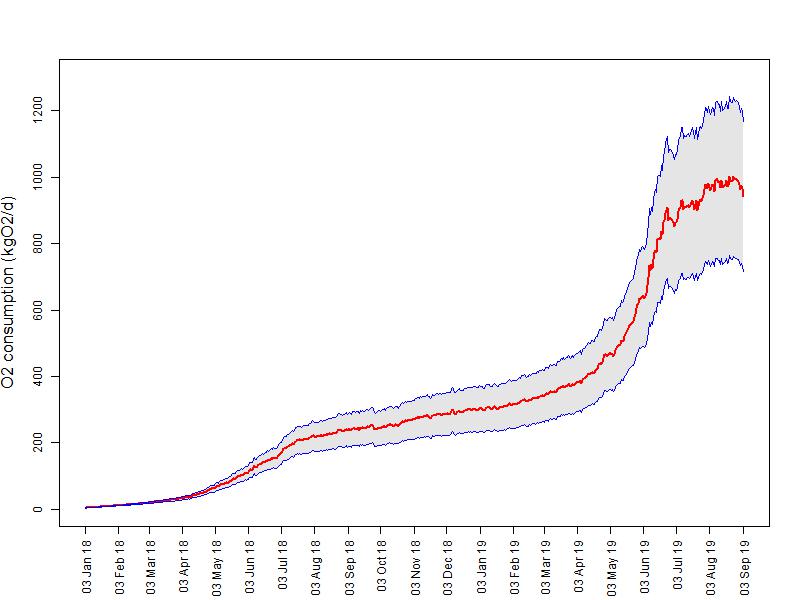 O2 consumption (kgO2/d)
1200
1000
800
600
400
200
0
03 Jan 18
03 Feb 18
03 Mar 18
03 Apr 18
03 May 18
03 Jun 18
03 Jul 18
03 Aug 18
03 Sep 18
03 Oct 18
03 Nov 18
03 Dec 18
03 Jan 19
03 Feb 19
03 Mar 19
03 Apr 19
03 May 19
03 Jun 19
03 Jul 19
03 Aug 19
03 Sep 19